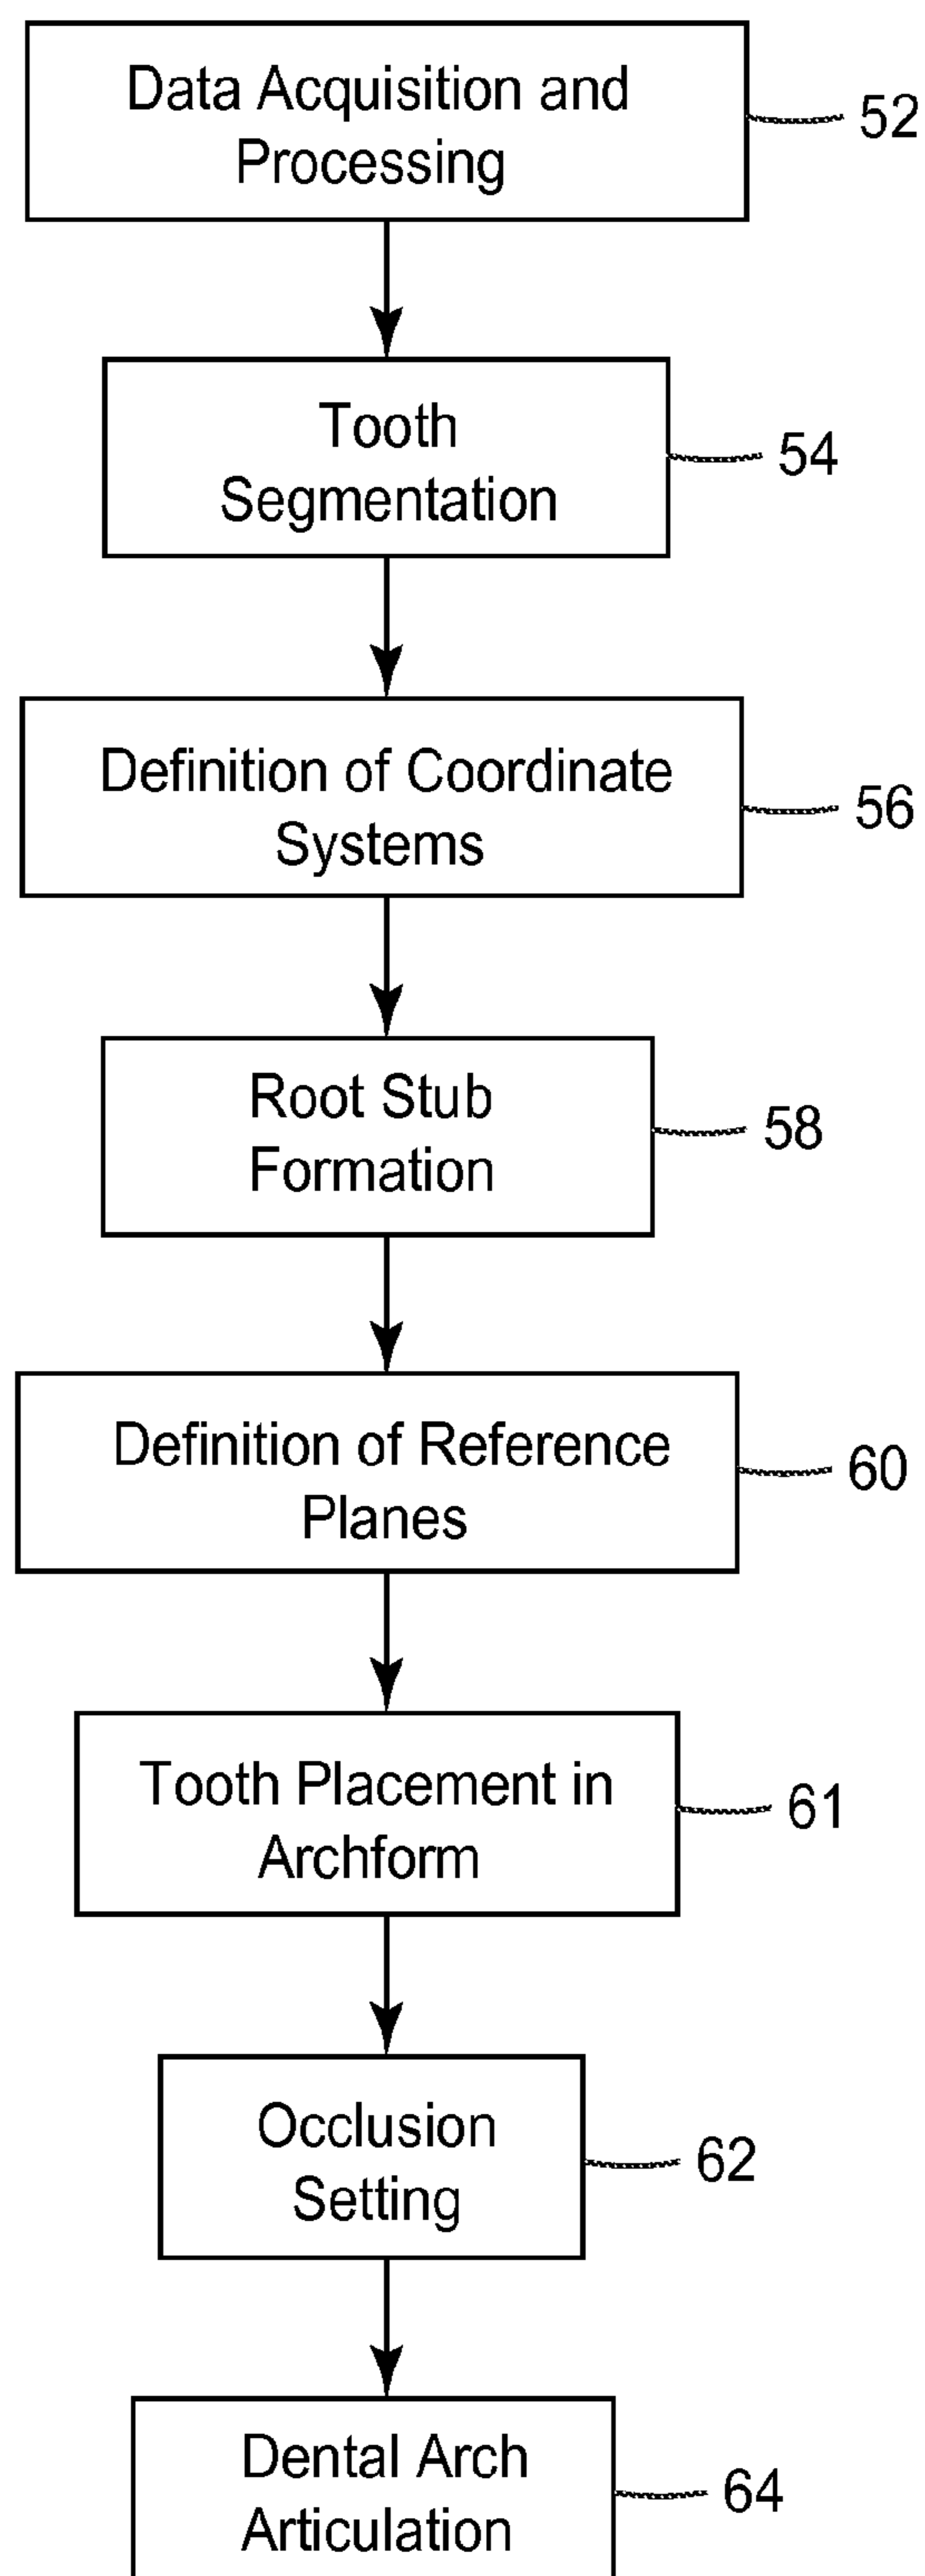 Data Acquisition and
Processing
52
Tooth
Segmentation
54
Definition of Coordinate
Systems
56
Root Stub
Formation
58
Definition of Reference
Planes
60
Tooth Placement in
Archform
61
Occlusion
Setting
62
Dental Arch
Articulation
64